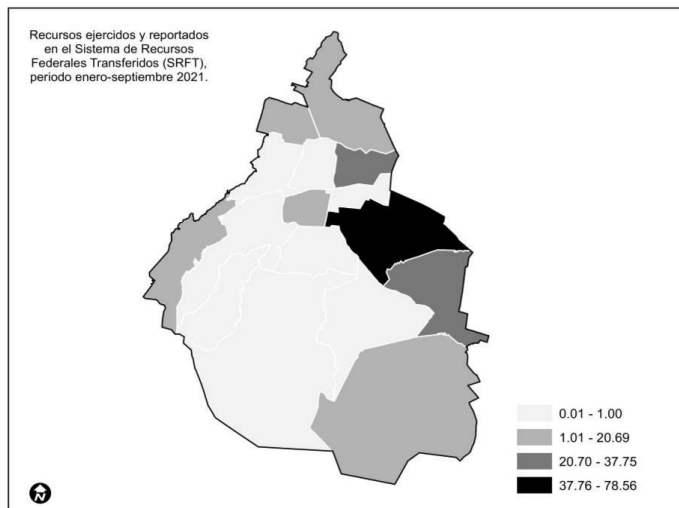 Recursos ejercidos y reportados
en el Sistema de Recursos
Federales Transferidos (SRFT),
periodo enero-septiembre 2021.
0.01 - 1.00
1.01 - 20.69
20.70 - 37.75
37.76 - 78.56
N